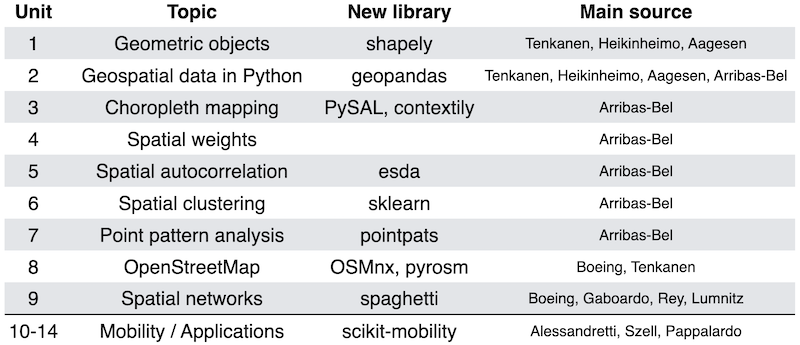 Unit Topic New library Main source
1 Geometric objects shapely Tenkanen, Heikinheimo, Aagesen
2 Geospatial data in Python geopandas Tenkanen, Heikinheimo, Aagesen, Arribas-Bel
3 Choropleth mapping PySAL, contextily Arribas-Bel
4 Spatial weights Arribas-Bel
5 Spatial autocorrelation esda Arribas-Bel
6 Spatial clustering sklearn Arribas-Bel
7 Point pattern analysis pointpats Arribas-Bel
8 OpenStreetMap OSMnx, pyrosm Boeing, Tenkanen
9 Spatial networks spaghetti Boeing, Gaboardo, Rey, Lumnitz
10-14 Mobility / Applications scikit-mobility Alessandretti, Szell, Pappalardo